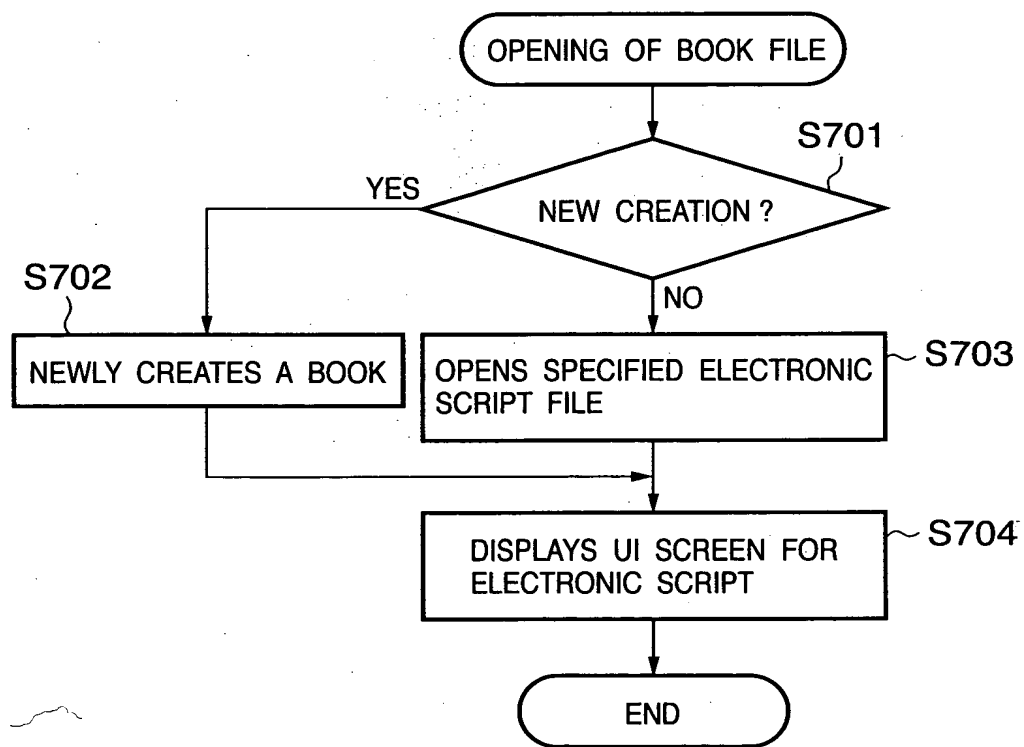 OPENING OF BOOK FILE
S701
YES
NEW CREATION ?
S702
NO
NEWLY CREATES A BOOK
OPENS SPECIFIED ELECTRONIC
SCRIPT FILE
S703
DISPLAYS UI SCREEN FOR
ELECTRONIC SCRIPT
S704
END